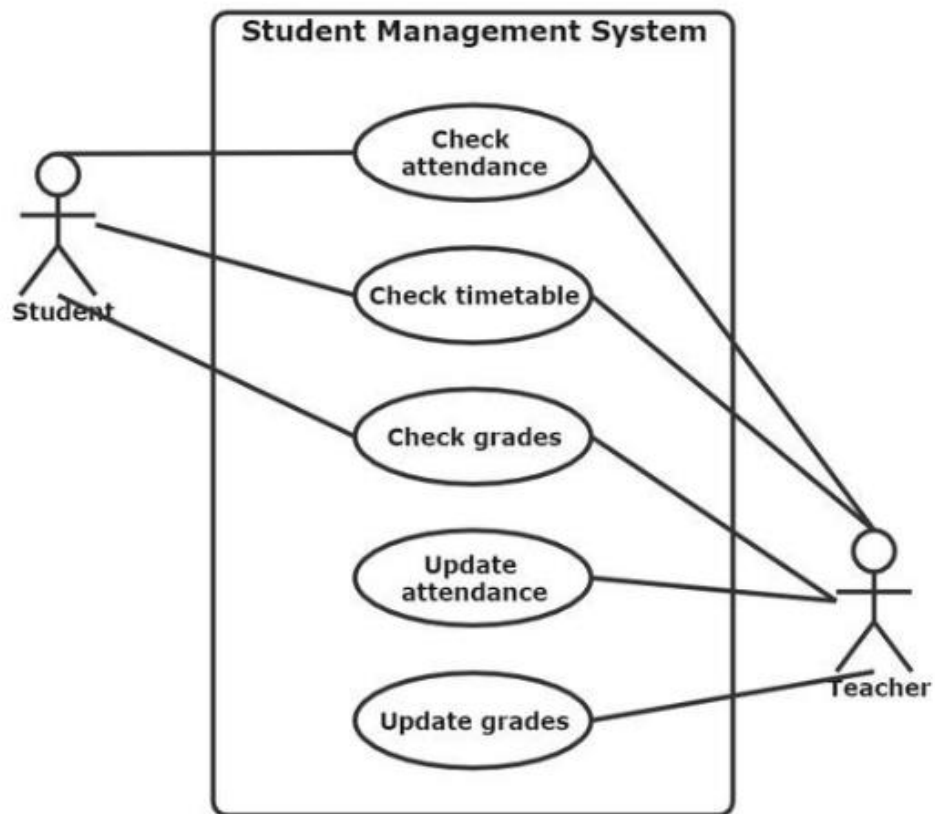 Student Management System
Check
attendance
Check timetable
Student
Check grades
Update
attendance
Teacher
Update grades